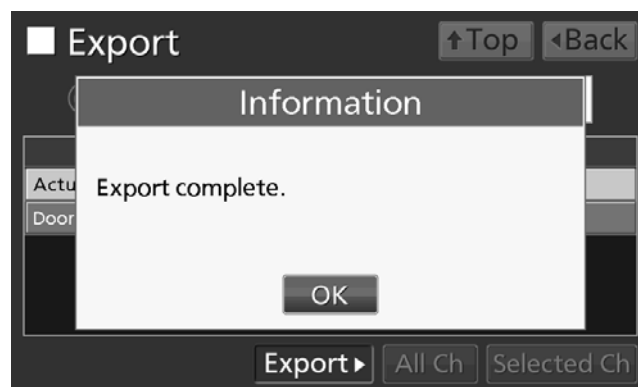 Export
↑Top
◂Back
Information
Actu
Export complete.
Door
OK
Export▸
All Ch
Selected Ch